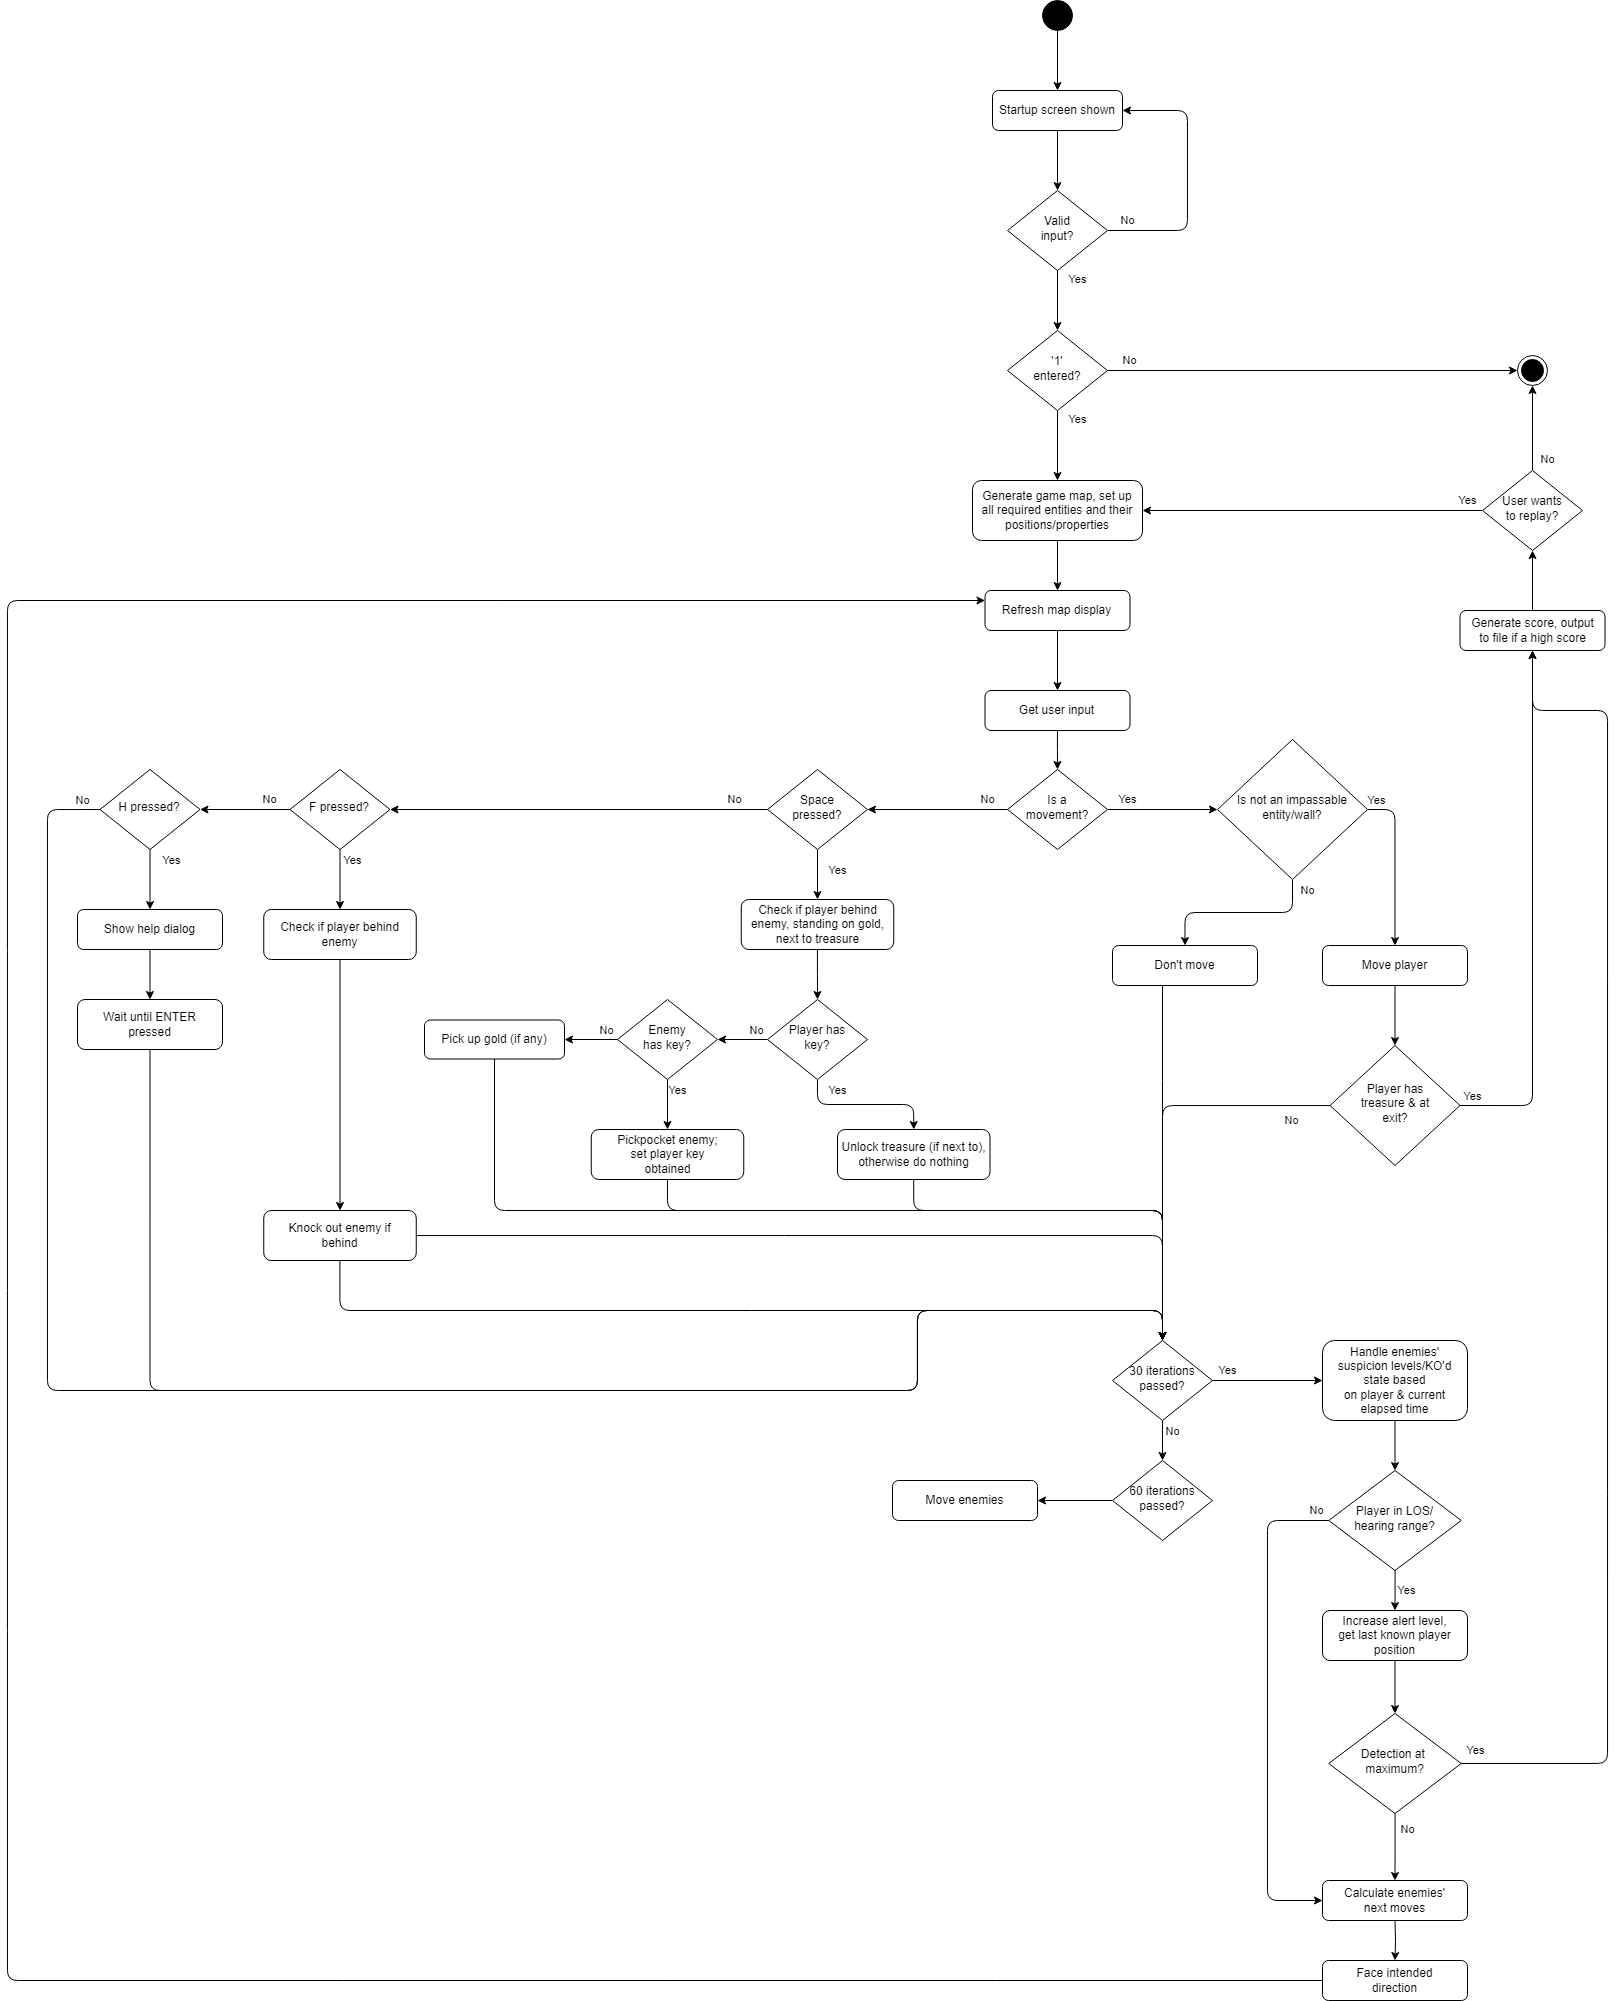 Startup screen shown
Valid
input?
No
Yes
'1'
entered?
No
Yes
No
Generate game map, set up
all required entities and their
positions/properties
Yes
User wants
to replay?
Refresh map display
Generate score, output
to file if a high score
Get user input
No
H pressed?
No
F pressed?
No
Space
pressed?
No
Is a
movement?
Yes
Is not an impassable
entity/wall?
Yes
Yes
Yes
Yes
No
Show help dialog
Check if player behind
enemy
Check if player behind
enemy, standing on gold,
next to treasure
Don't move
Move player
Wait until ENTER
pressed
Pick up gold (if any)
No
Enemy
has key?
No
Player has
key?
Yes
Yes
Player has
treasure & at
exit?
Yes
No
Pickpocket enemy;
set player key
obtained
Unlock treasure (if next to),
otherwise do nothing
Knock out enemy if
behind
30 iterations
passed?
Yes
Handle enemies'
suspicion levels/KO'd
state based
on player & current
elapsed time
No
Move enemies
60 iterations
passed?
No
Player in LOS/
hearing range?
Yes
Increase alert level,
get last known player
position
Detection at
maximum?
Yes
No
Calculate enemies'
next moves
Face intended
direction